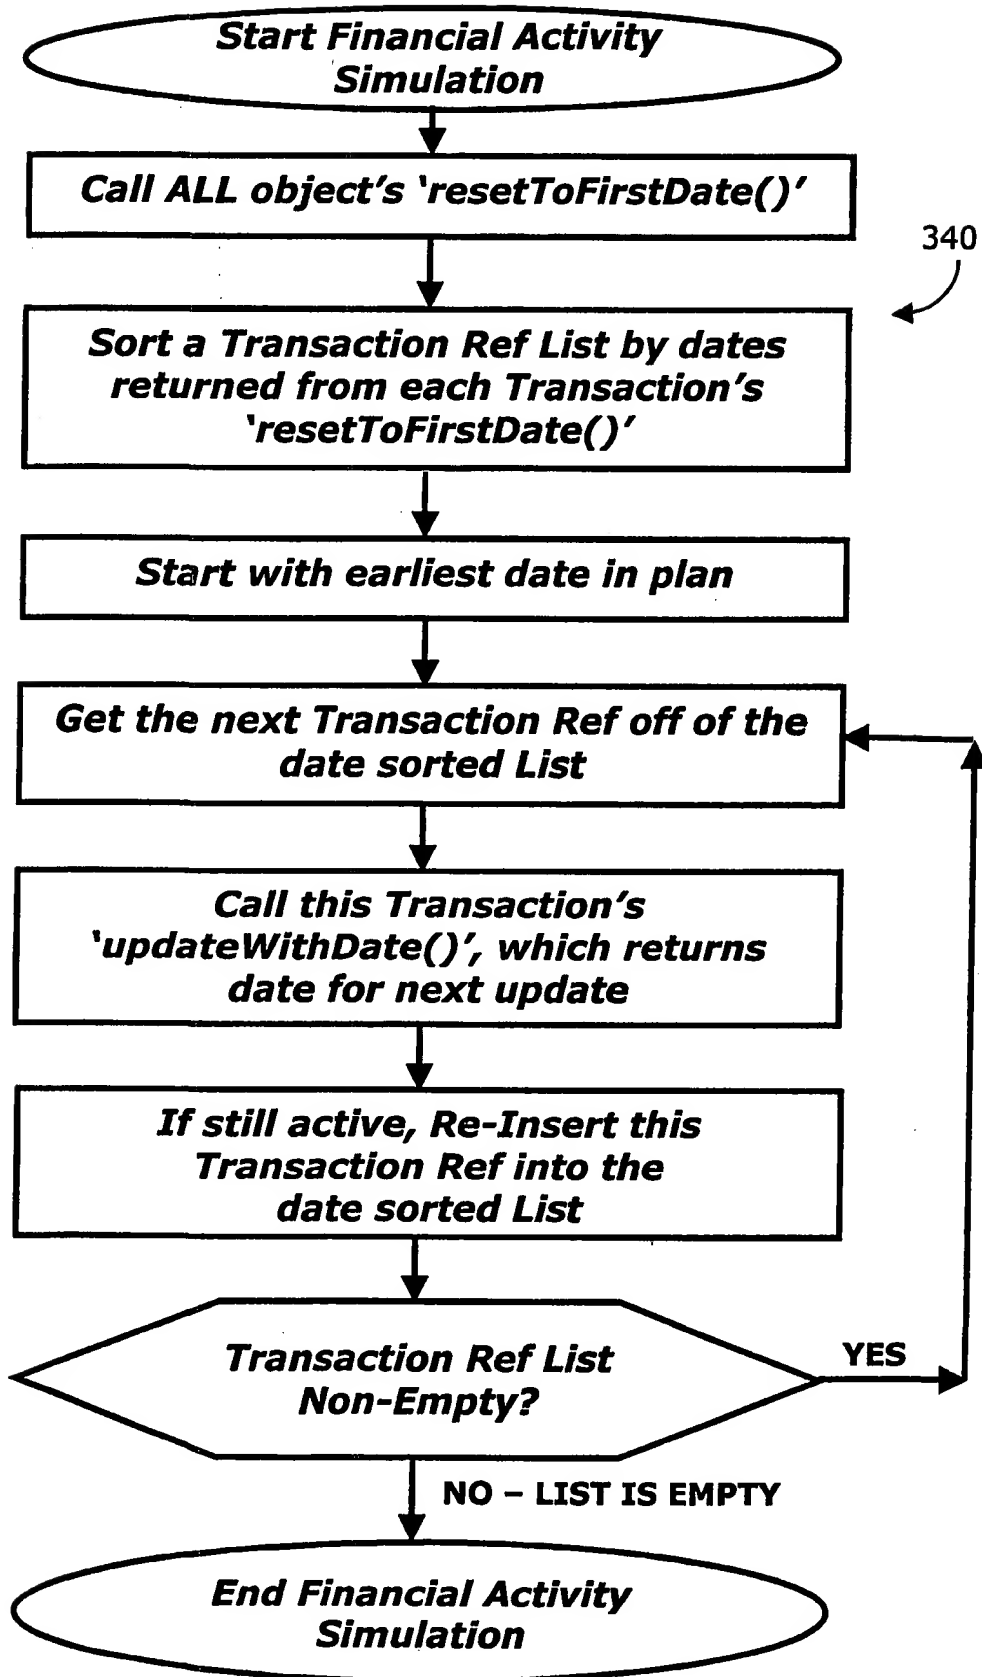 Start Financial Activity
Simulation
Call ALL object's ‘resetToFirstDate()’
340
Sort a Transaction Ref List by dates
returned from each Transaction's
‘resetToFirstDate()’
Start with earliest date in plan
Get the next Transaction Ref off of the
date sorted List
Call this Transaction's
‘updateWithDate()’, which returns
date for next update
If still active, Re-Insert this
Transaction Ref into the
date sorted List
Transaction Ref List
Non-Empty?
YES
NO – LIST IS EMPTY
End Financial Activity
Simulation